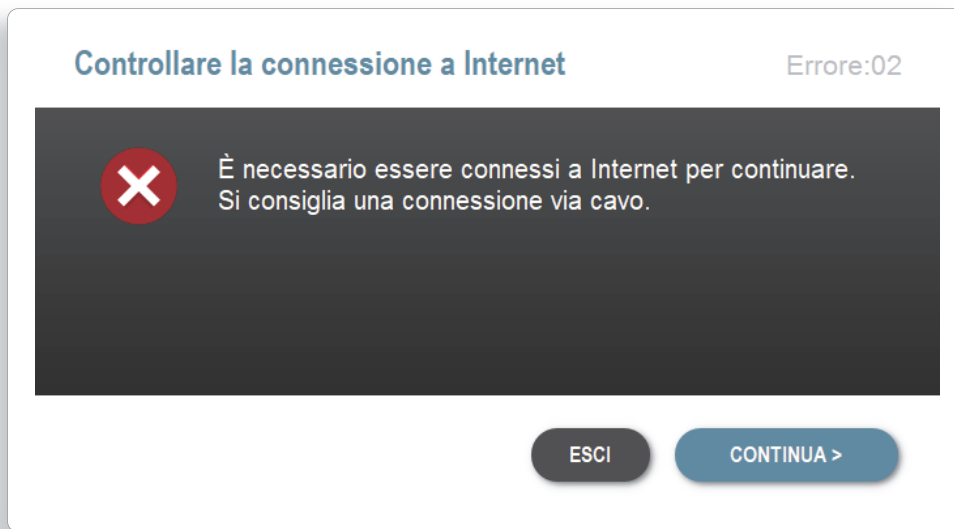 Controllare la connessione a Internet
Errore:02
È necessario essere connessi a Internet per continuare.
Si consiglia una connessione via cavo.
ESCI
CONTINUA >